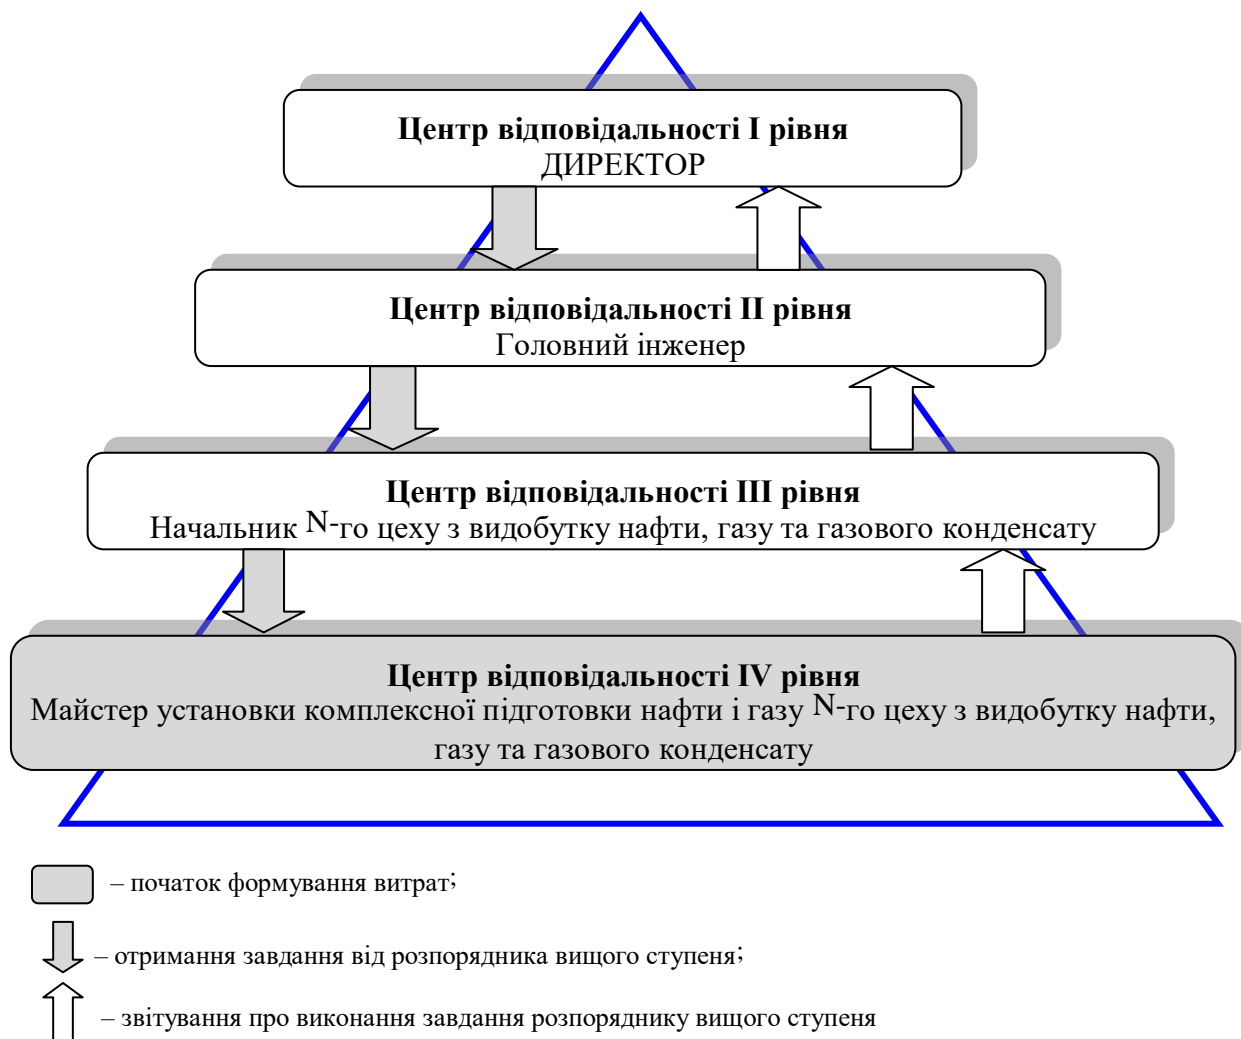 Центр відповідальності І рівня
ДИРЕКТОР
Центр відповідальності ІІ рівня
Головний інженер
Центр відповідальності ІІІ рівня
Начальник N-го цеху з видобутку нафти, газу та газового конденсату
Центр відповідальності IV рівня
Майстер установки комплексної підготовки нафти і газу N-го цеху з видобутку нафти,
газу та газового конденсату
– початок формування витрат;
– отримання завдання від розпорядника вищого ступеня;
– звітування про виконання завдання розпоряднику вищого ступеня